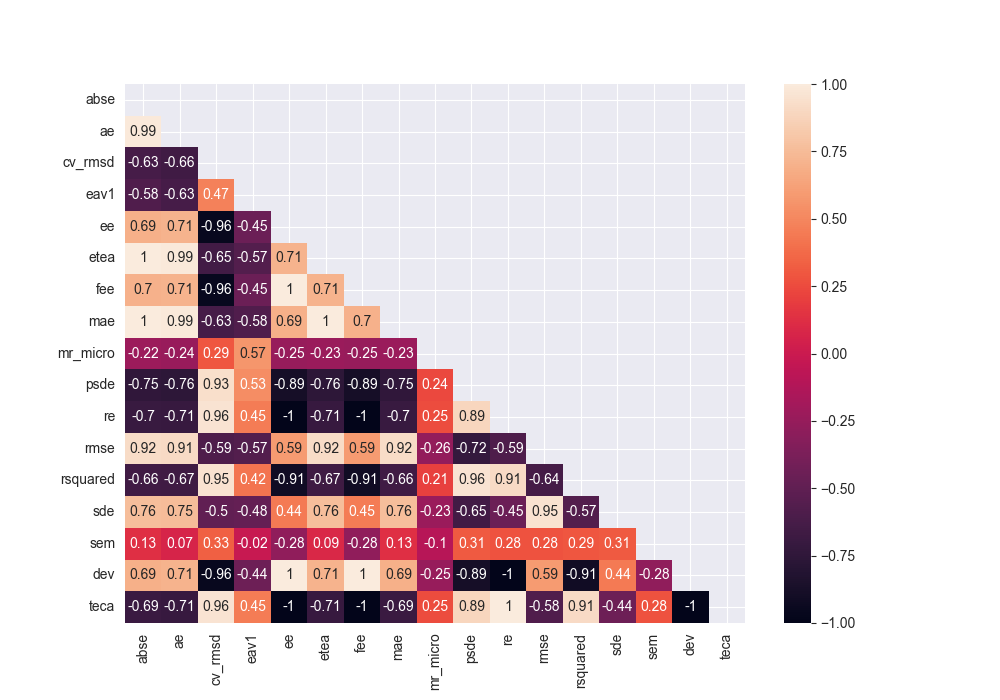 abse
ae 0.99
cv_rmsd -0.63 -0.66
eav1 -0.58 -0.63 0.47
ee 0.69 0.71 -0.96 -0.45
etea 1 0.99 -0.65 -0.57 0.71
fee 0.7 0.71 -0.96 -0.45 1 0.71
mae 1 0.99 -0.63 -0.58 0.69 1 0.7
mr_micro -0.22 -0.24 0.29 0.57 -0.25 -0.23 -0.25 -0.23
psde -0.75 -0.76 0.93 0.53 -0.89 -0.76 -0.89 -0.75 0.24
re -0.7 -0.71 0.96 0.45 -1 -0.71 -1 -0.7 0.25 0.89
rmse 0.92 0.91 -0.59 -0.57 0.59 0.92 0.59 0.92 -0.26 -0.72 -0.59
rsquared -0.66 -0.67 0.95 0.42 -0.91 -0.67 -0.91 -0.66 0.21 0.96 0.91 -0.64
sde 0.76 0.75 -0.5 -0.48 0.44 0.76 0.45 0.76 -0.23 -0.65 -0.45 0.95 -0.57
sem 0.13 0.07 0.33 -0.02 -0.28 0.09 -0.28 0.13 -0.1 0.31 0.28 0.28 0.29 0.31
dev 0.69 0.71 -0.96 -0.44 1 0.71 1 0.69 -0.25 -0.89 -1 0.59 -0.91 0.44 -0.28
teca -0.69 -0.71 0.96 0.45 -1 -0.71 -1 -0.69 0.25 0.89 1 -0.58 0.91 -0.44 0.28 -1
abse ae cv_rmsd eav1 ee etea fee mae mr_micro psde re rmse rsquared sde sem dev teca
1.00
0.75
0.50
0.25
0.00
−0.25
−0.50
−0.75
−1.00